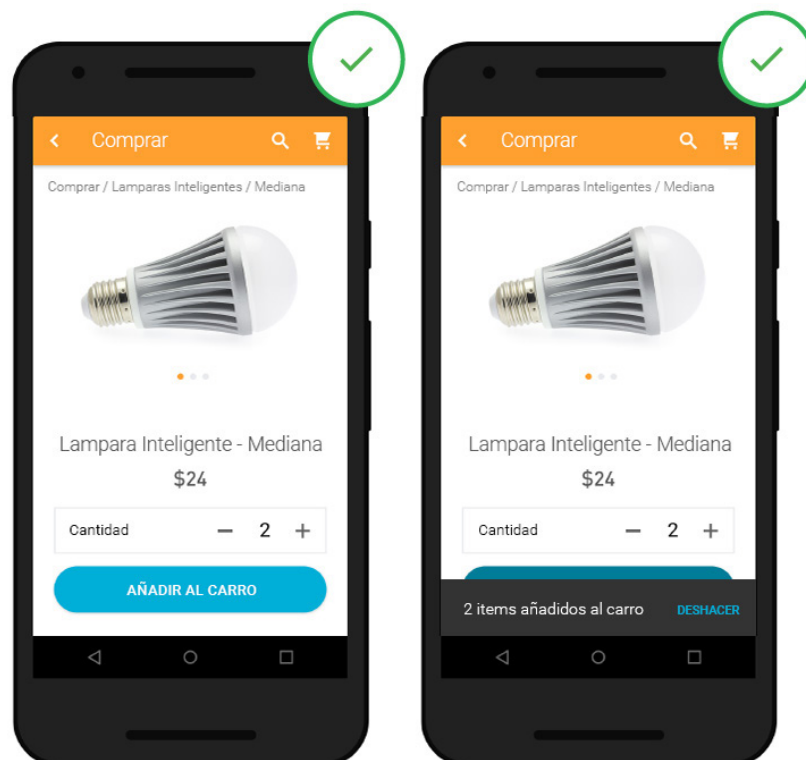 Comprar
Comprar / Lamparas Inteligentes / Mediana
Lampara Inteligente - Mediana
$24
Cantidad — 2 +
AÑADIR AL CARRO
Comprar
Comprar / Lamparas Inteligentes / Mediana
Lampara Inteligente - Mediana
$24
Cantidad — 2 +
2 items añadidos al carro DESHACER